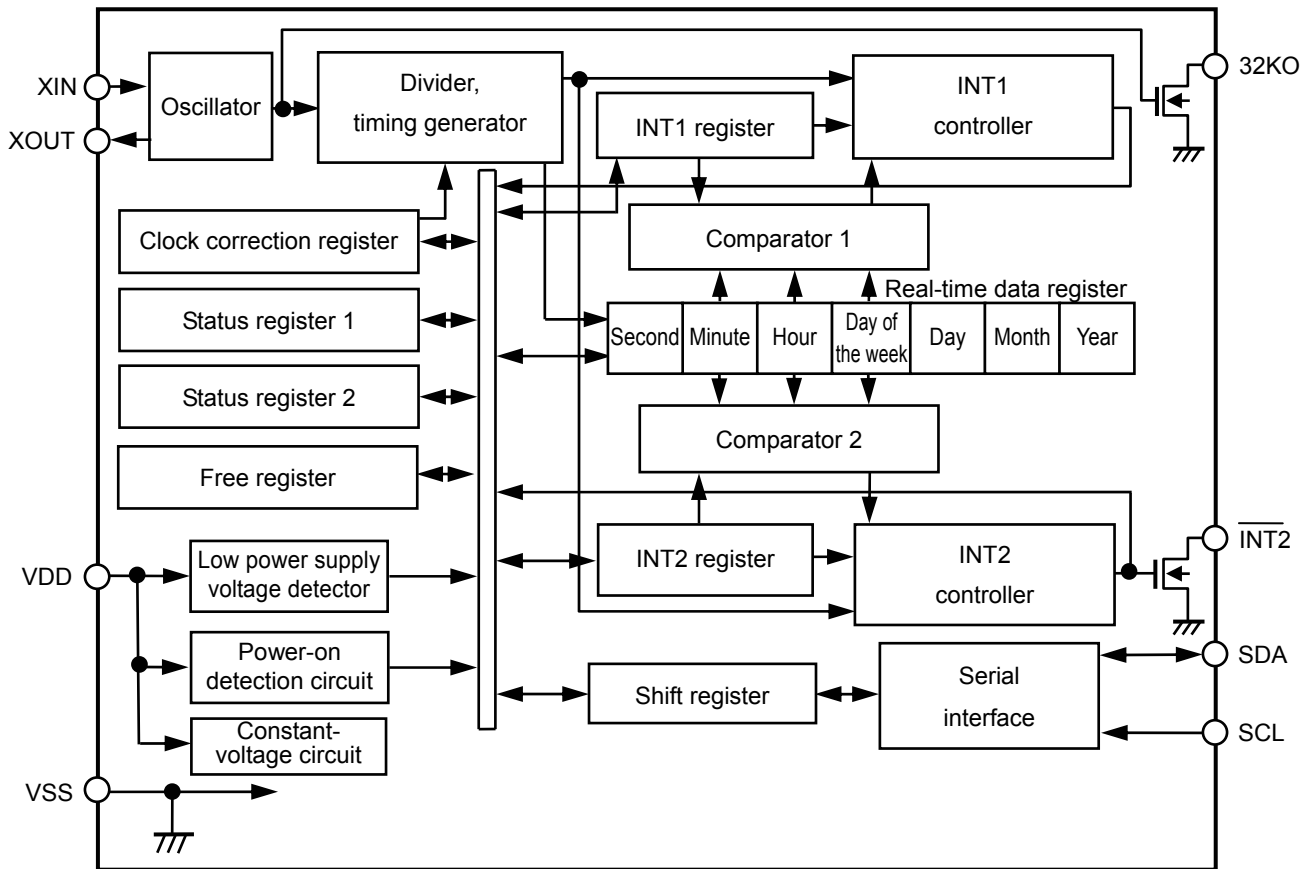 XIN
XOUT
Oscillator
Divider,
timing generator
INT1 register
INT1
controller
32KO
Clock correction register
Comparator 1
Status register 1
Real-time data register
Second Minute Hour Day of
the week Day Month Year
Status register 2
Comparator 2
Free register
VDD
Low power supply
voltage detector
INT2 register
INT2
controller
INT2
Power-on
detection circuit
Shift register
Serial
interface
SDA
SCL
Constant-
voltage circuit
VSS